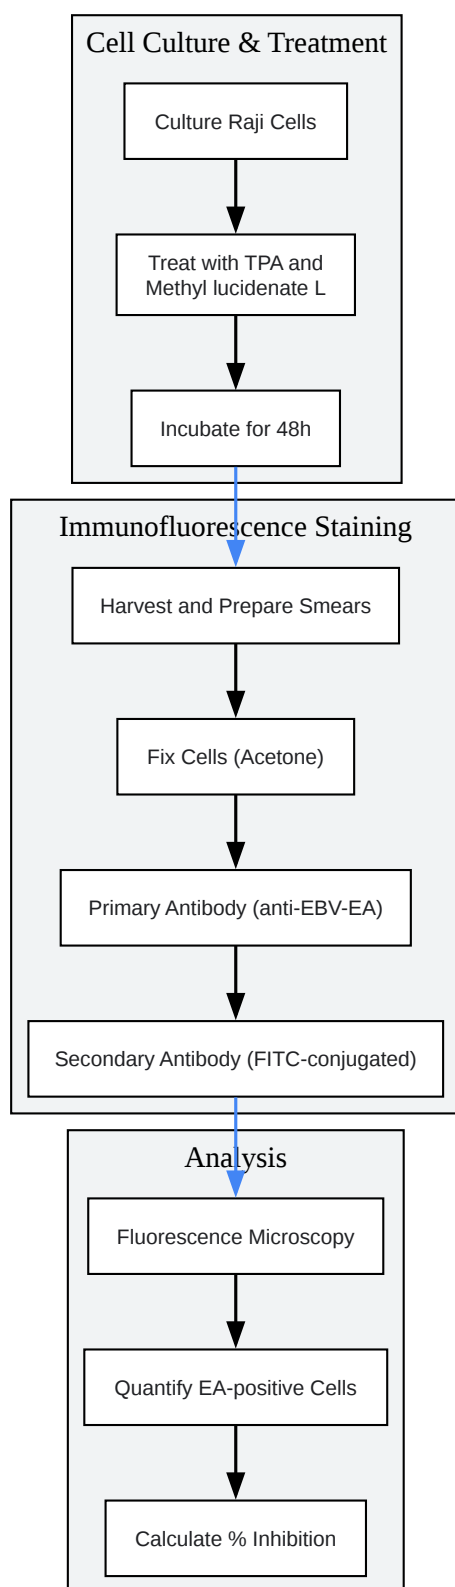 Cell Culture & Treatment
Culture Raji Cells
Treat with TPA and
Methyl lucidenate L
Incubate for 48h
Immunofluorescence Staining
Harvest and Prepare Smears
Fix Cells (Acetone)
Primary Antibody (anti-EBV-EA)
Secondary Antibody (FITC-conjugated)
Analysis
Fluorescence Microscopy
Quantify EA-positive Cells
Calculate % Inhibition